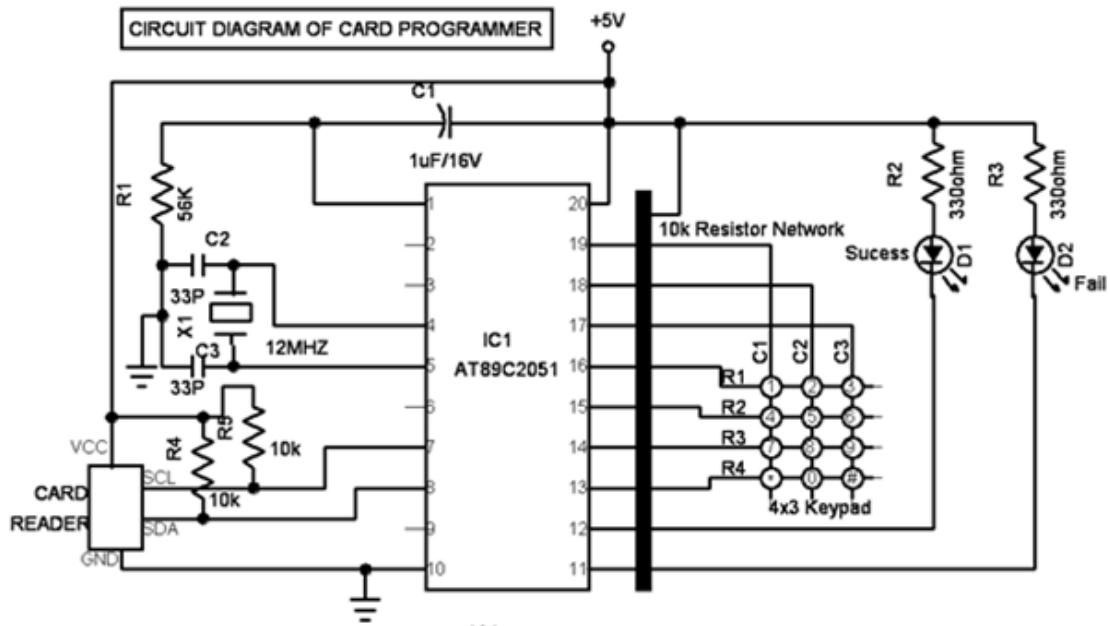 CIRCUIT DIAGRAM OF CARD PROGRAMMER
+5V
C1
1uF/16V
R1
56K
C2
33P
X1
12MHZ
C3
33P
IC1
AT89C2051
1
2
3
4
5
6
7
8
9
10
20
19
18
17
16
15
14
13
12
11
10k Resistor Network
R2
330ohm
R3
330ohm
Sucess
D1
D2
Fail
C1
C2
C3
R1
R2
R3
R4
1 2 3
4 5 6
7 8 9
* 0 #
4x3 Keypad
VCC
R4
10k
R5
10k
SCL
CARD
READER
SDA
GND